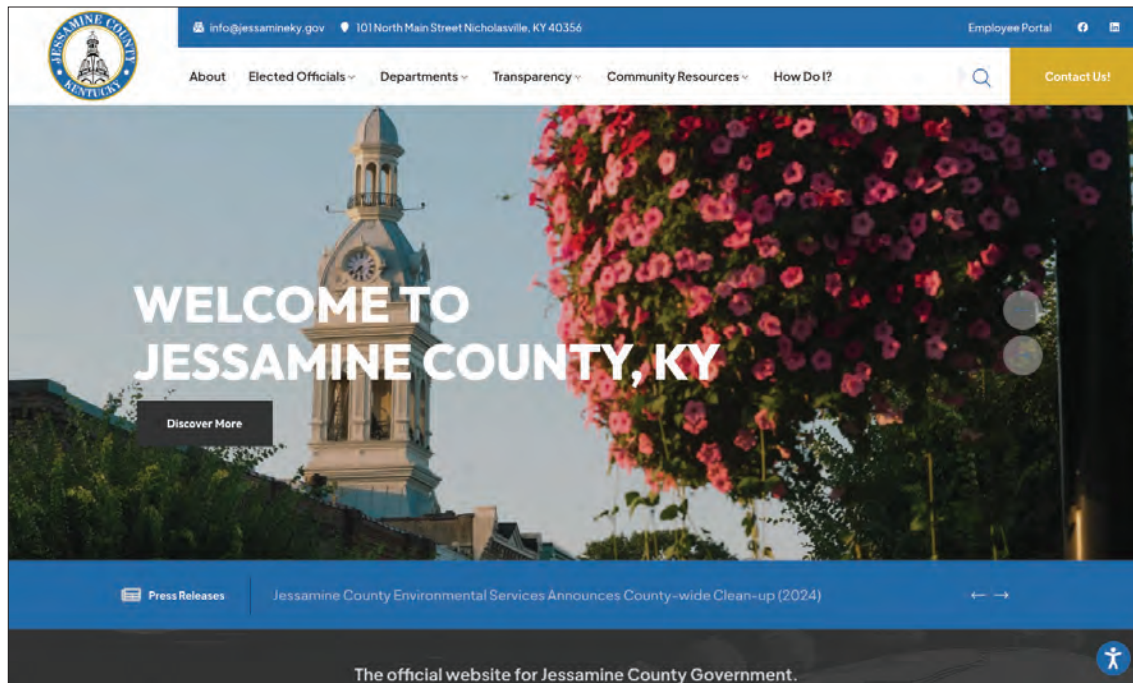 JESSAMINE COUNTY
KENTUCKY
info@jessamineky.gov 101 North Main Street Nicholasville, KY 40356 Employee Portal
About Elected Officials Departments Transparency Community Resources How Do I? Contact Us!
WELCOME TO
JESSAMINE COUNTY, KY
Discover More
Press Releases Jessamine County Environmental Services Announces County-wide Clean-up (2024)
The official website for Jessamine County Government.